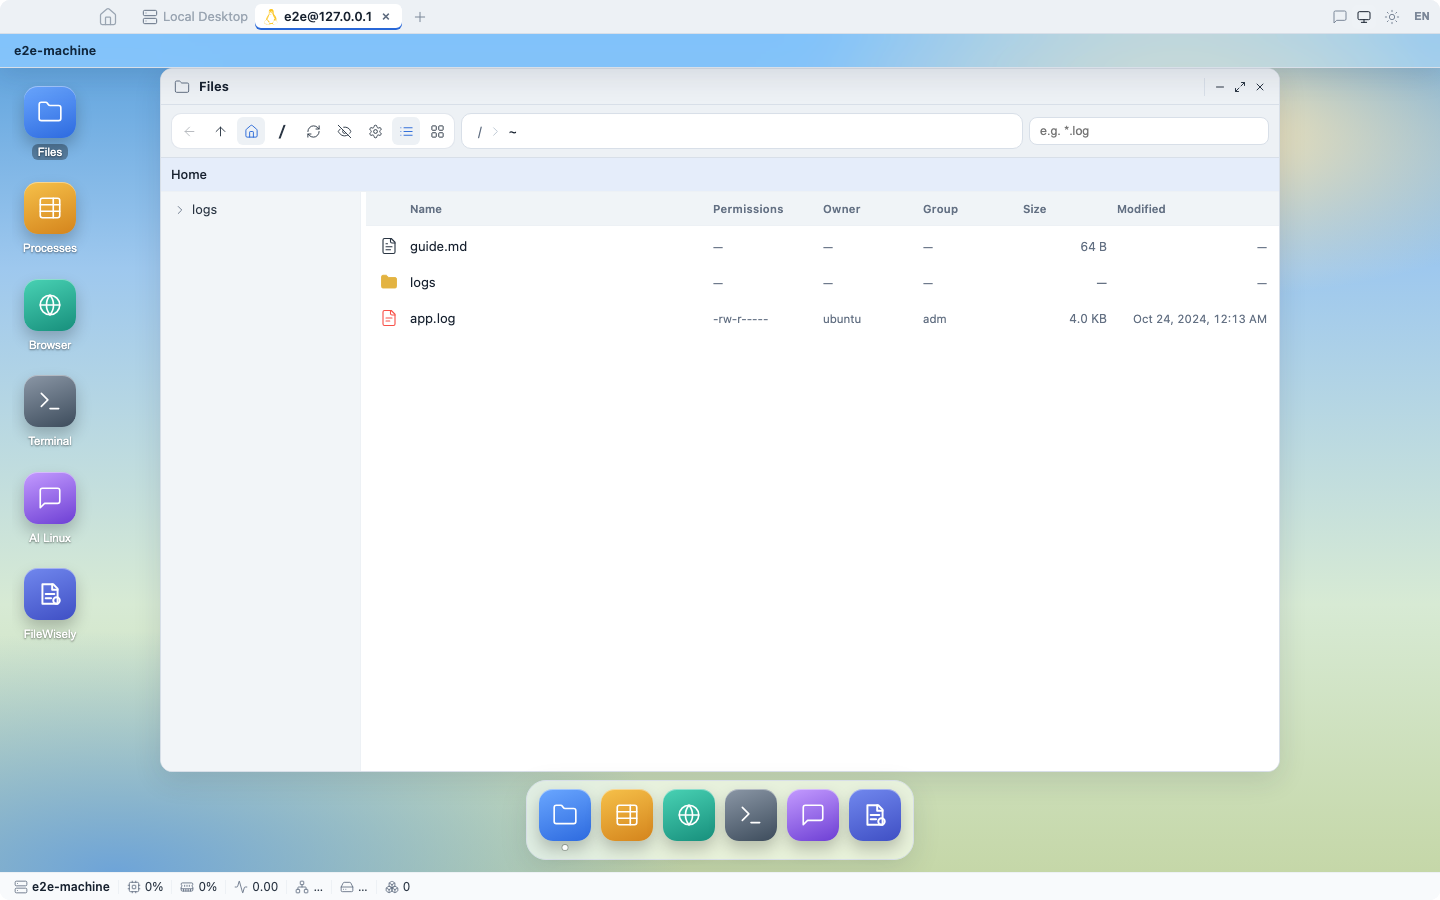 Local Desktop
e2e@127.0.0.1
EN
e2e-machine
Files
Processes
Browser
Terminal
AI Linux
FileWisely
Files
/
/ ~
e.g. *.log
Home
logs
Name Permissions Owner Group Size Modified
guide.md — — — 64 B —
logs — — — — —
app.log -rw-r----- ubuntu adm 4.0 KB Oct 24, 2024, 12:13 AM
e2e-machine 0% 0% 0.00 ... ... 0